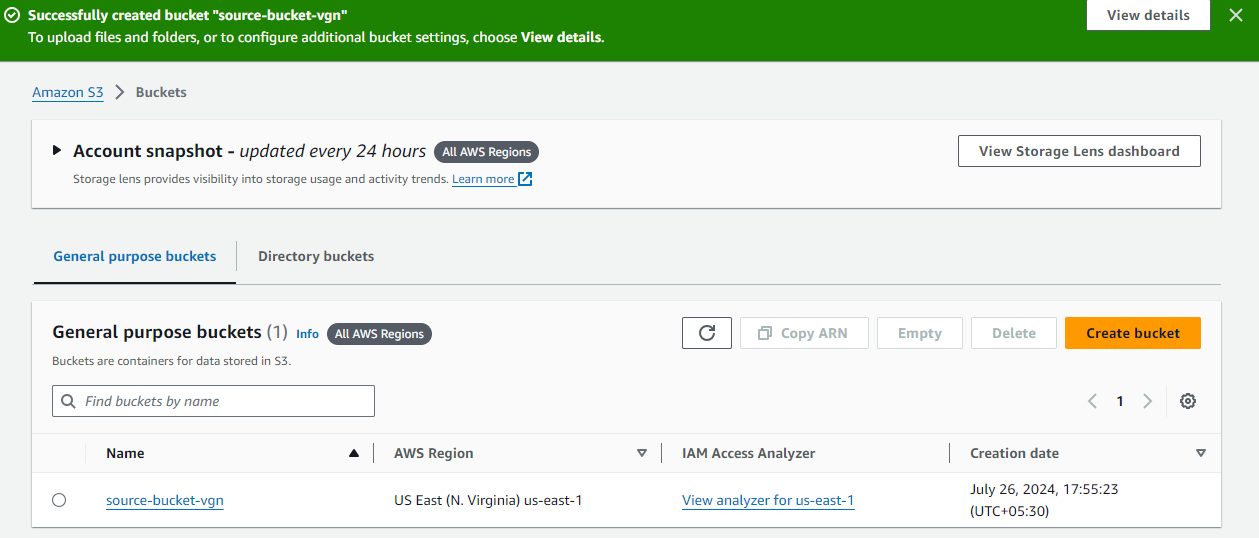 Successfully created bucket "source-bucket-vgn"
To upload files and folders, or to configure additional bucket settings, choose View details.
View details
Amazon S3 > Buckets
Account snapshot - updated every 24 hours All AWS Regions
Storage lens provides visibility into storage usage and activity trends. Learn more
View Storage Lens dashboard
General purpose buckets Directory buckets
General purpose buckets (1) Info All AWS Regions
Buckets are containers for data stored in S3.
Copy ARN Empty Delete Create bucket
Find buckets by name
1
Name AWS Region IAM Access Analyzer Creation date
source-bucket-vgn US East (N. Virginia) us-east-1 View analyzer for us-east-1 July 26, 2024, 17:55:23
(UTC+05:30)